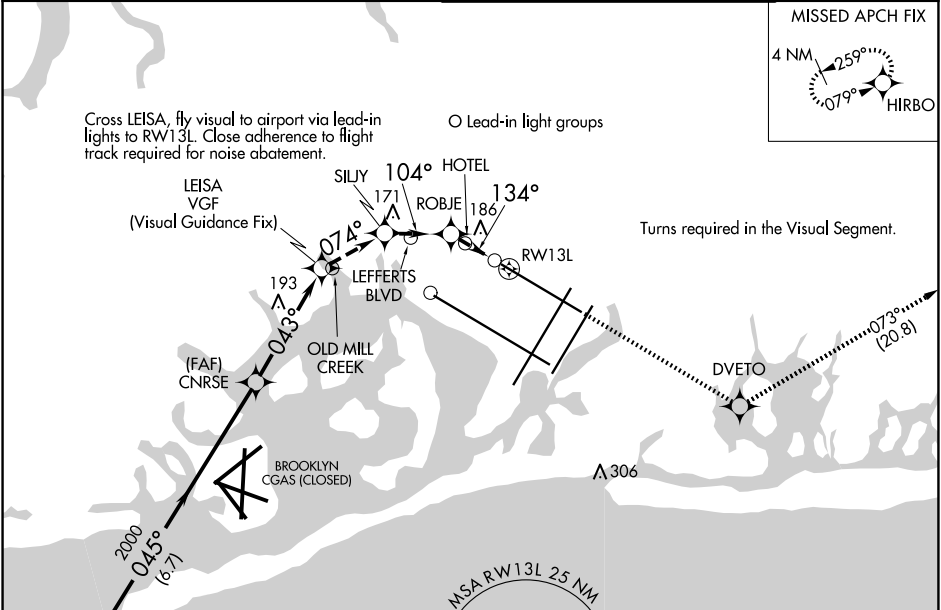 MISSED APCH FIX
4 NM
259°
079°
HIRBO
Cross LEISA, fly visual to airport via lead-in
lights to RW13L. Close adherence to flight
track required for noise abatement.
Lead-in light groups
LEISA
VGF
(Visual Guidance Fix)
SILJY
171
104°
ROBJE
HOTEL
186
134°
Turns required in the Visual Segment.
074°
LEFFERTS
BLVD
RW13L
193
043°
OLD MILL
CREEK
(FAF)
CNRSE
073°
(20.8)
DVETO
BROOKLYN
CGAS (CLOSED)
306
2000
045°
(6.7)
MSA RW13L 25 NM